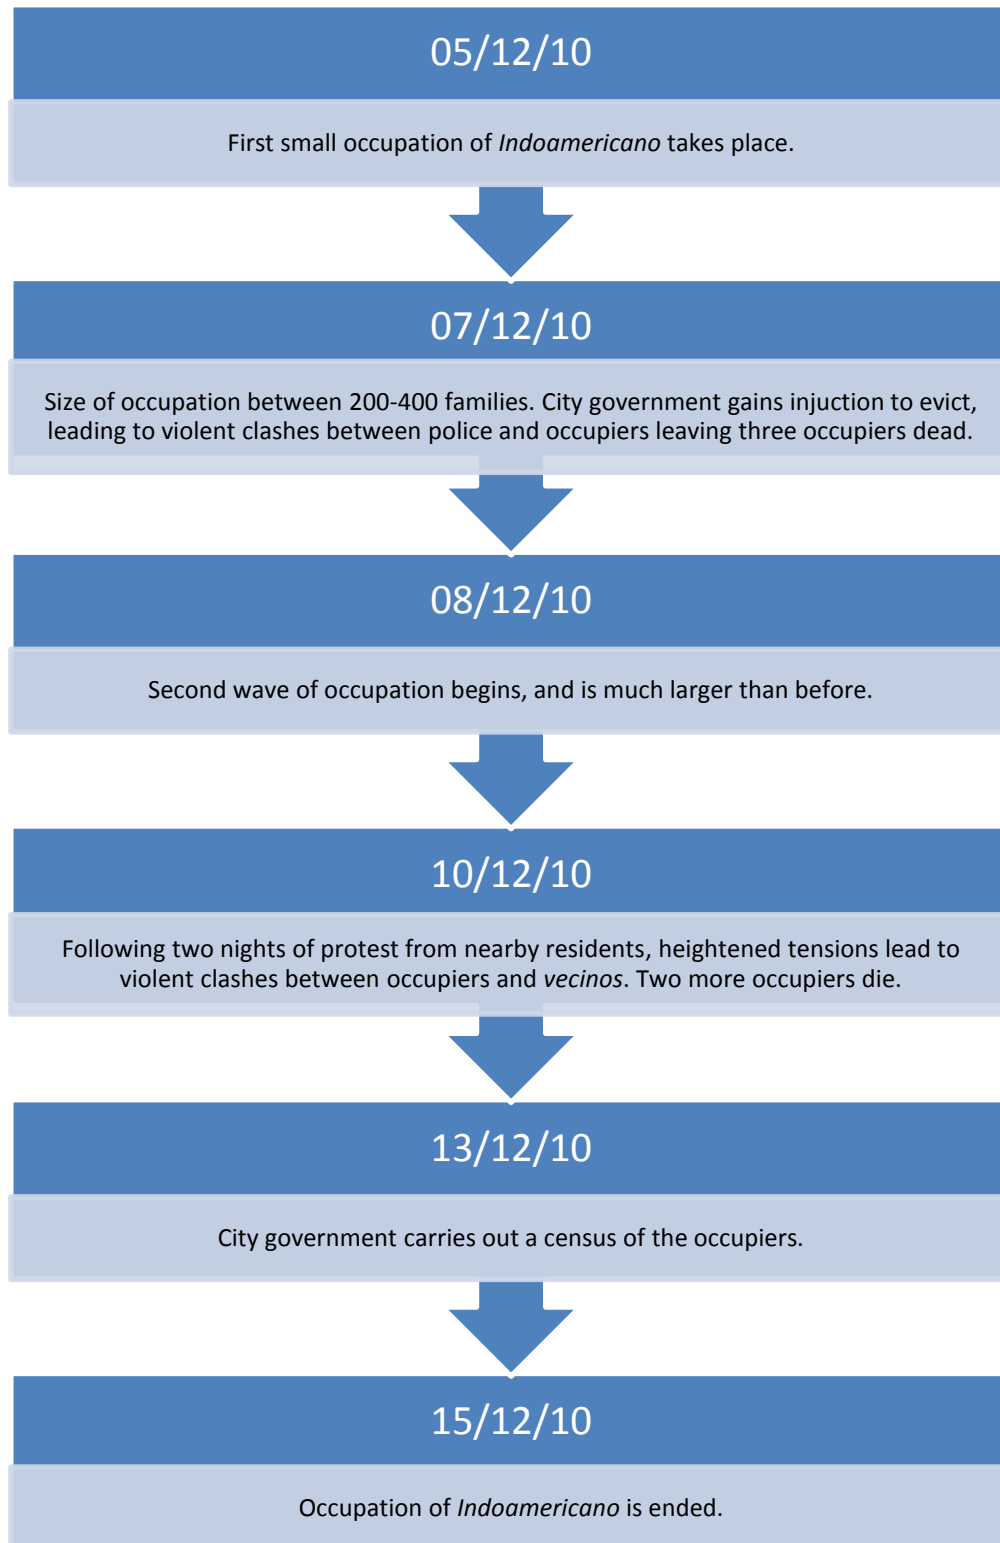 05/12/10
First small occupation of Indoamericano takes place.
07/12/10
Size of occupation between 200-400 families. City government gains injuction to evict,
leading to violent clashes between police and occupiers leaving three occupiers dead.
08/12/10
Second wave of occupation begins, and is much larger than before.
10/12/10
Following two nights of protest from nearby residents, heightened tensions lead to
violent clashes between occupiers and vecinos. Two more occupiers die.
13/12/10
City government carries out a census of the occupiers.
15/12/10
Occupation of Indoamericano is ended.